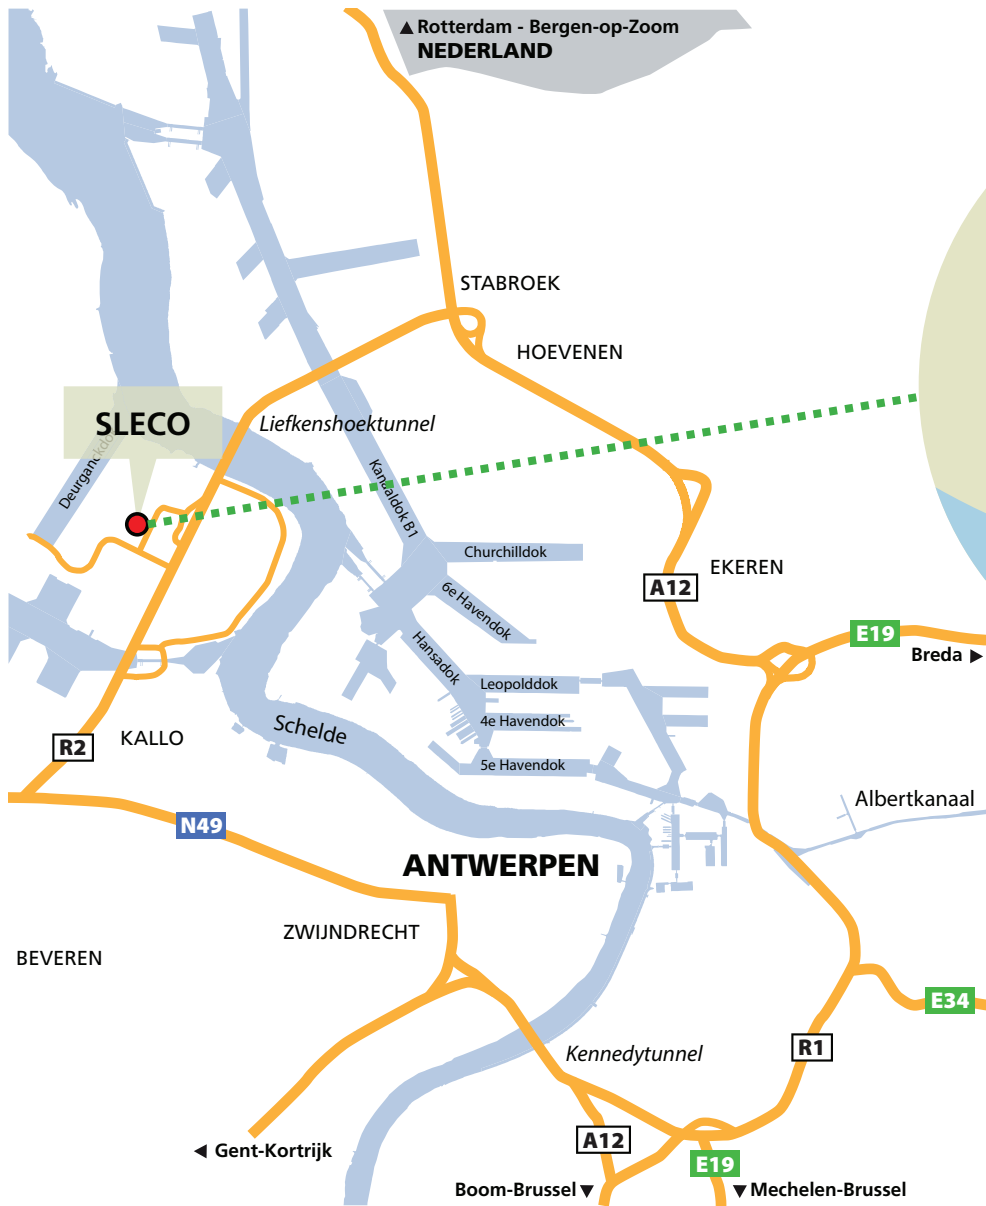 ▲ Rotterdam - Bergen-op-Zoom
NEDERLAND
STABROEK
HOEVENEN
SLECO
Liefkenshoektunnel
Deurganckdok
Kanaaldok B1
Churchilldok
6e Havendok
EKEREN
A12
E19
Breda ▶
Hansadok
Leopolddok
4e Havendok
5e Havendok
Schelde
KALLO
R2
N49
Albertkanaal
ANTWERPEN
ZWIJNDRECHT
BEVEREN
E34
R1
Kennedytunnel
A12
◀ Gent-Kortrijk
E19
Boom-Brussel ▼
▼ Mechelen-Brussel